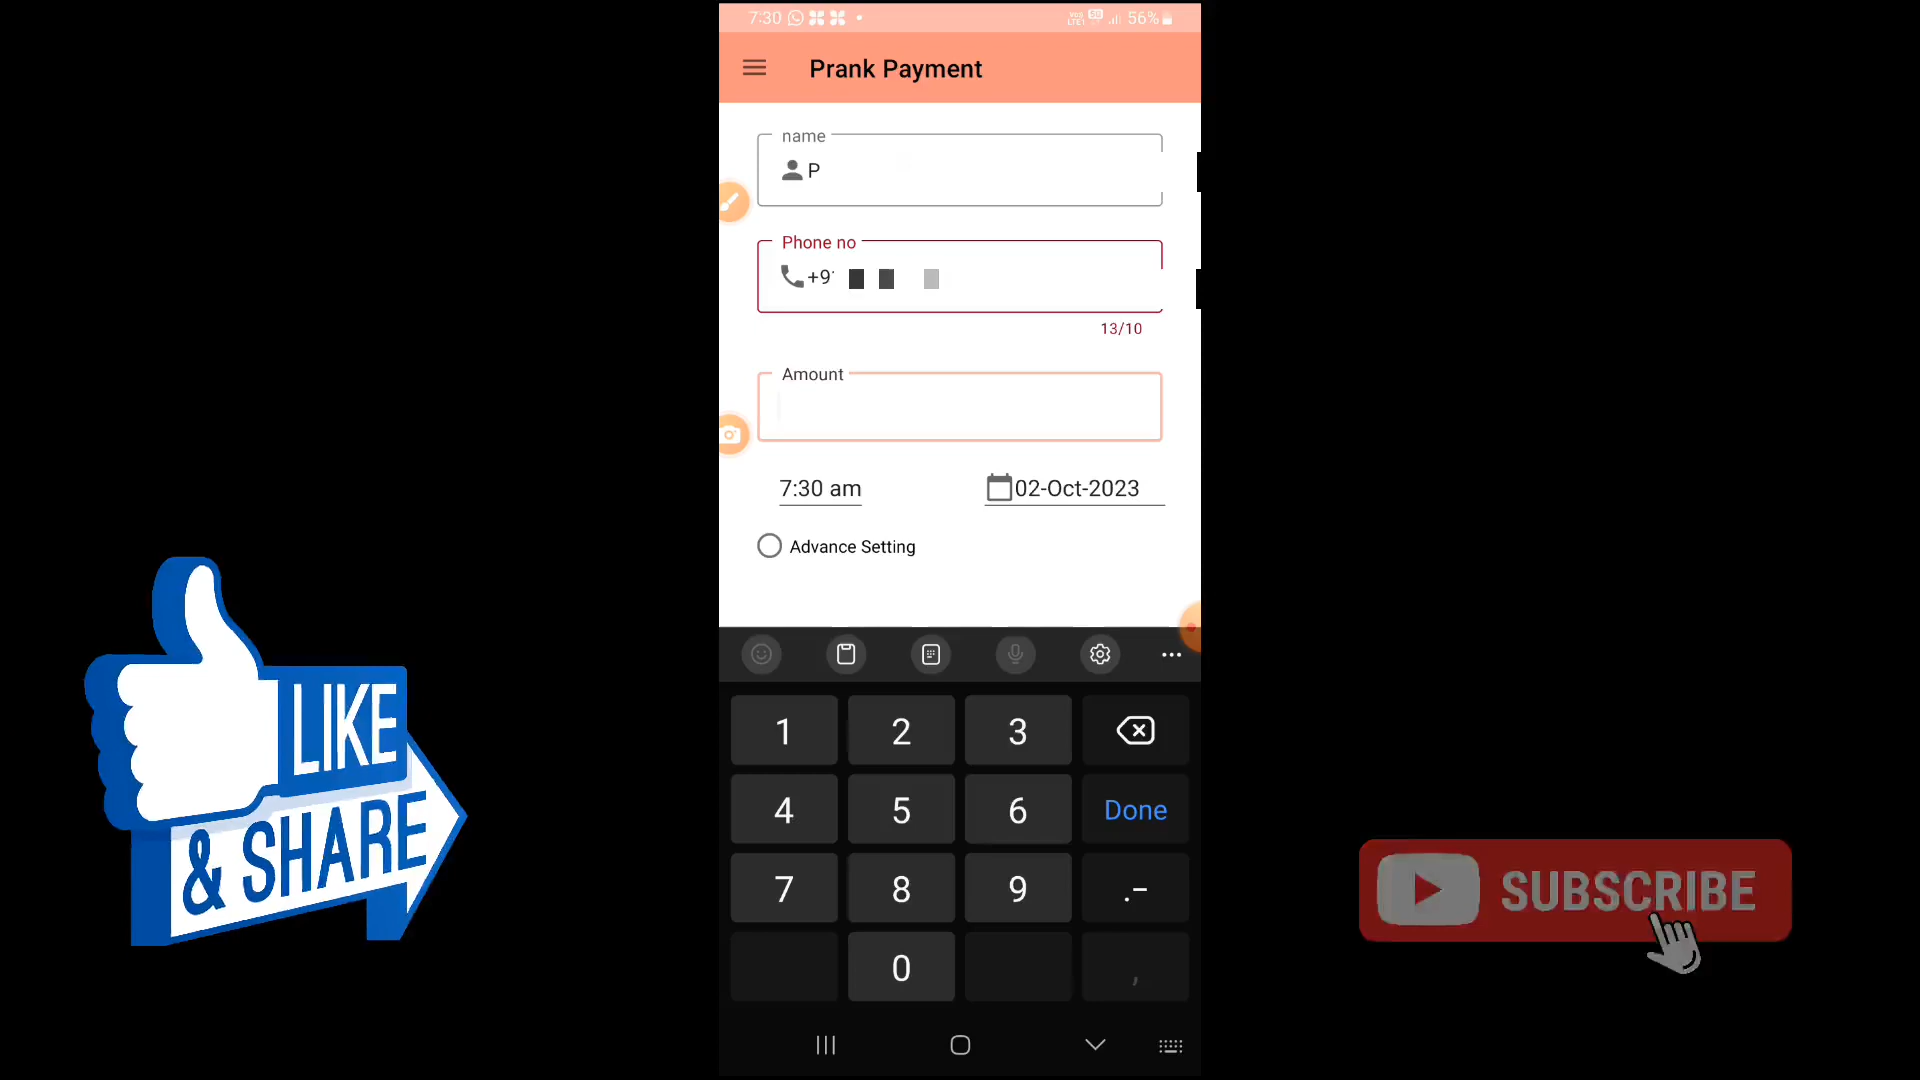 7:30 56%
Prank Payment
name
P
Phone no
+91
13/10
Amount
7:30 am 02-Oct-2023
Advance Setting
1 2 3
4 5 6 Done
7 8 9 .-
0 ,
LIKE
& SHARE
SUBSCRIBE